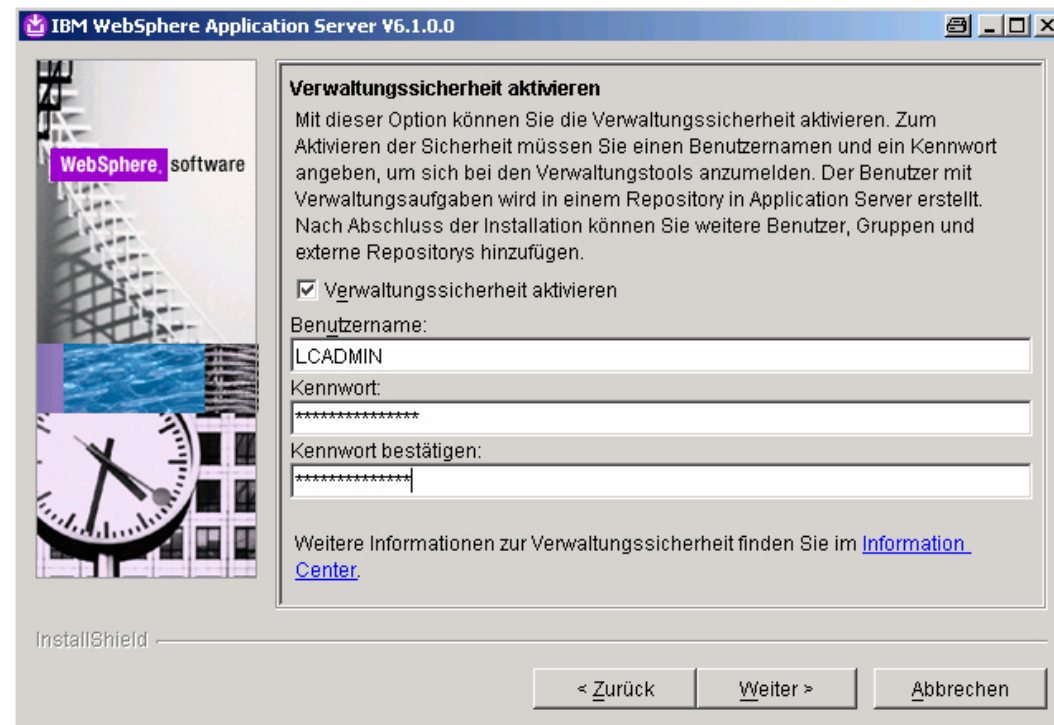 IBM WebSphere Application Server V6.1.0.0
WebSphere. software
Verwaltungssicherheit aktivieren
Mit dieser Option können Sie die Verwaltungssicherheit aktivieren. Zum
Aktivieren der Sicherheit müssen Sie einen Benutzernamen und ein Kennwort
angeben, um sich bei den Verwaltungstools anzumelden. Der Benutzer mit
Verwaltungsaufgaben wird in einem Repository in Application Server erstellt.
Nach Abschluss der Installation können Sie weitere Benutzer, Gruppen und
externe Repositorys hinzufügen.
Verwaltungssicherheit aktivieren
Benutzername:
LCADMIN
Kennwort:
***************
Kennwort bestätigen:
**************
Weitere Informationen zur Verwaltungssicherheit finden Sie im Information
Center.
InstallShield
< Zurück Weiter > Abbrechen